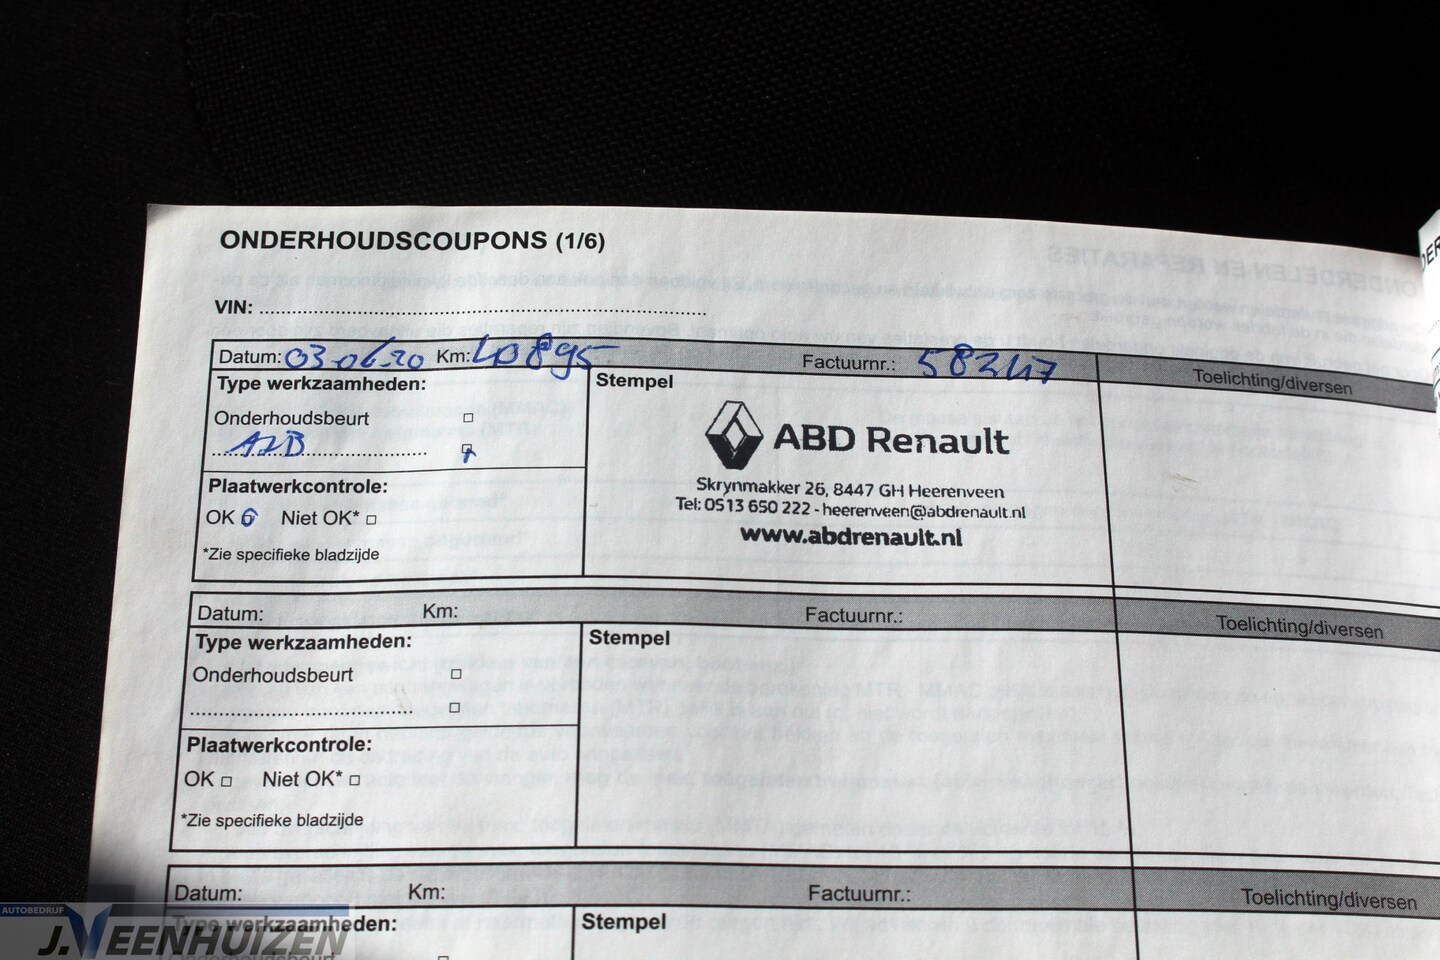 ONDERHOUDSCOUPONS (1/6)
VIN:
Datum: 03-06-20 Km: 40895 Factuurnr.: 58247 Toelichting/diversen
Type werkzaamheden:
Onderhoudsbeurt
Plaatwerkcontrole:
OK Niet OK*
*Zie specifieke bladzijde
Stempel
ABD Renault
Skrynmakker 26, 8447 GH Heerenveen
Tel: 0513 650 222 - heerenveen@abdrenault.nl
www.abdrenault.nl
Datum: Km: Factuurnr.: Toelichting/diversen
Type werkzaamheden:
Onderhoudsbeurt
Plaatwerkcontrole:
OK Niet OK*
*Zie specifieke bladzijde
Stempel
Datum: Km: Factuurnr.: Toelichting/diversen
Type werkzaamheden:
Stempel
AUTOBEDRIJF
J. VEENHUIZEN